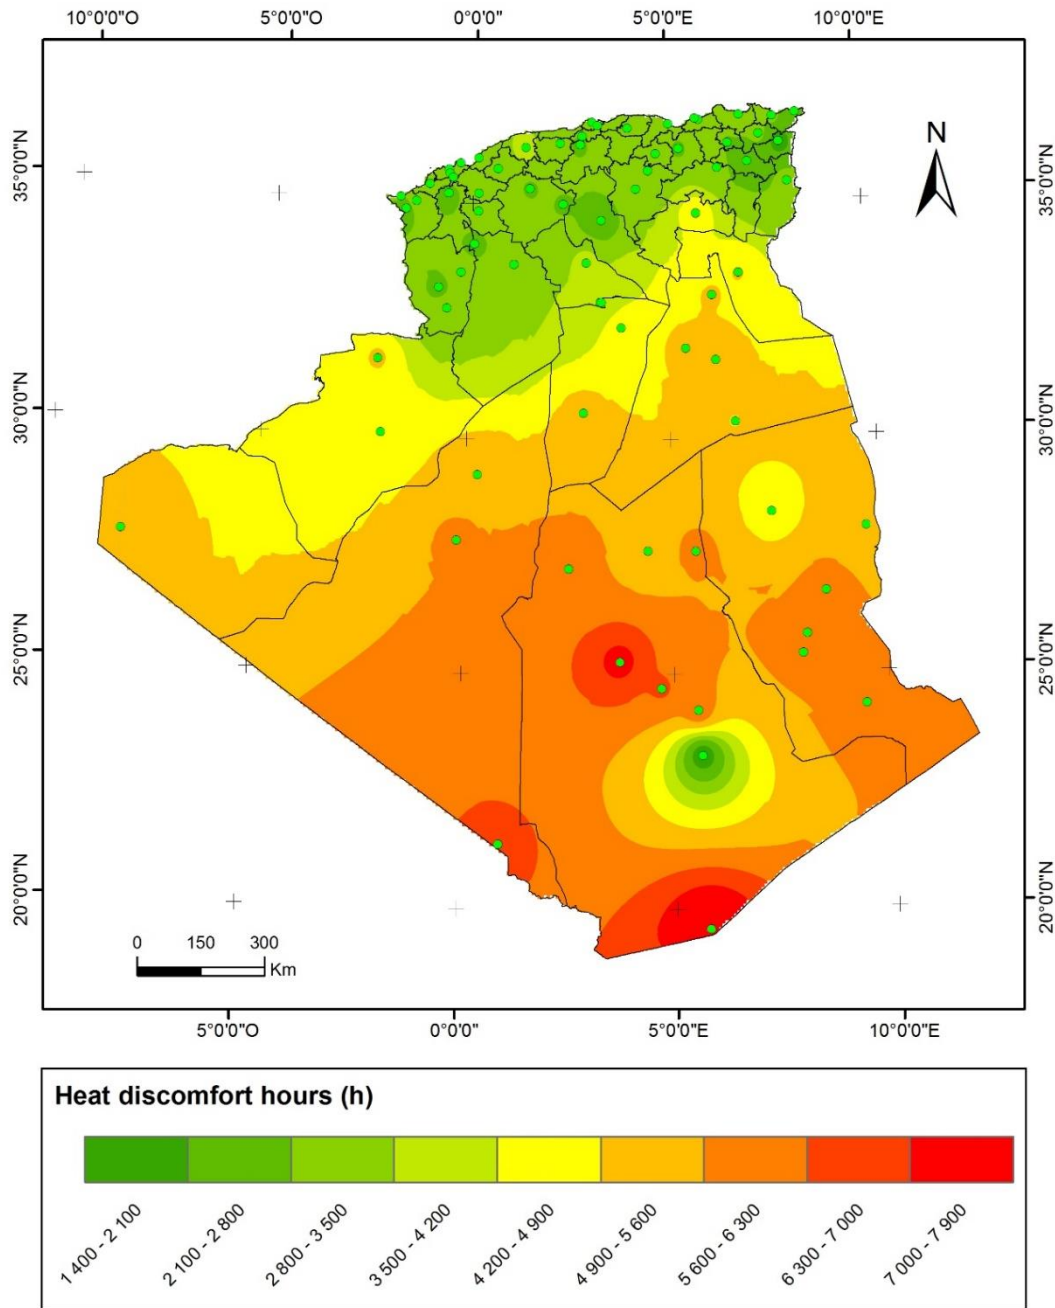 10°0'0"O 5°0'0"O 0°0'0" 5°0'0"E 10°0'0"E
35°0'0"N
35°0'0"N
N
30°0'0"N
30°0'0"N
25°0'0"N
25°0'0"N
20°0'0"N
20°0'0"N
0 150 300
Km
5°0'0"O 0°0'0" 5°0'0"E 10°0'0"E
Heat discomfort hours (h)
1 400 - 2 100
2 100 - 2 800
2 800 - 3 500
3 500 - 4 200
4 200 - 4 900
4 900 - 5 600
5 600 - 6 300
6 300 - 7 000
7 000 - 7 900